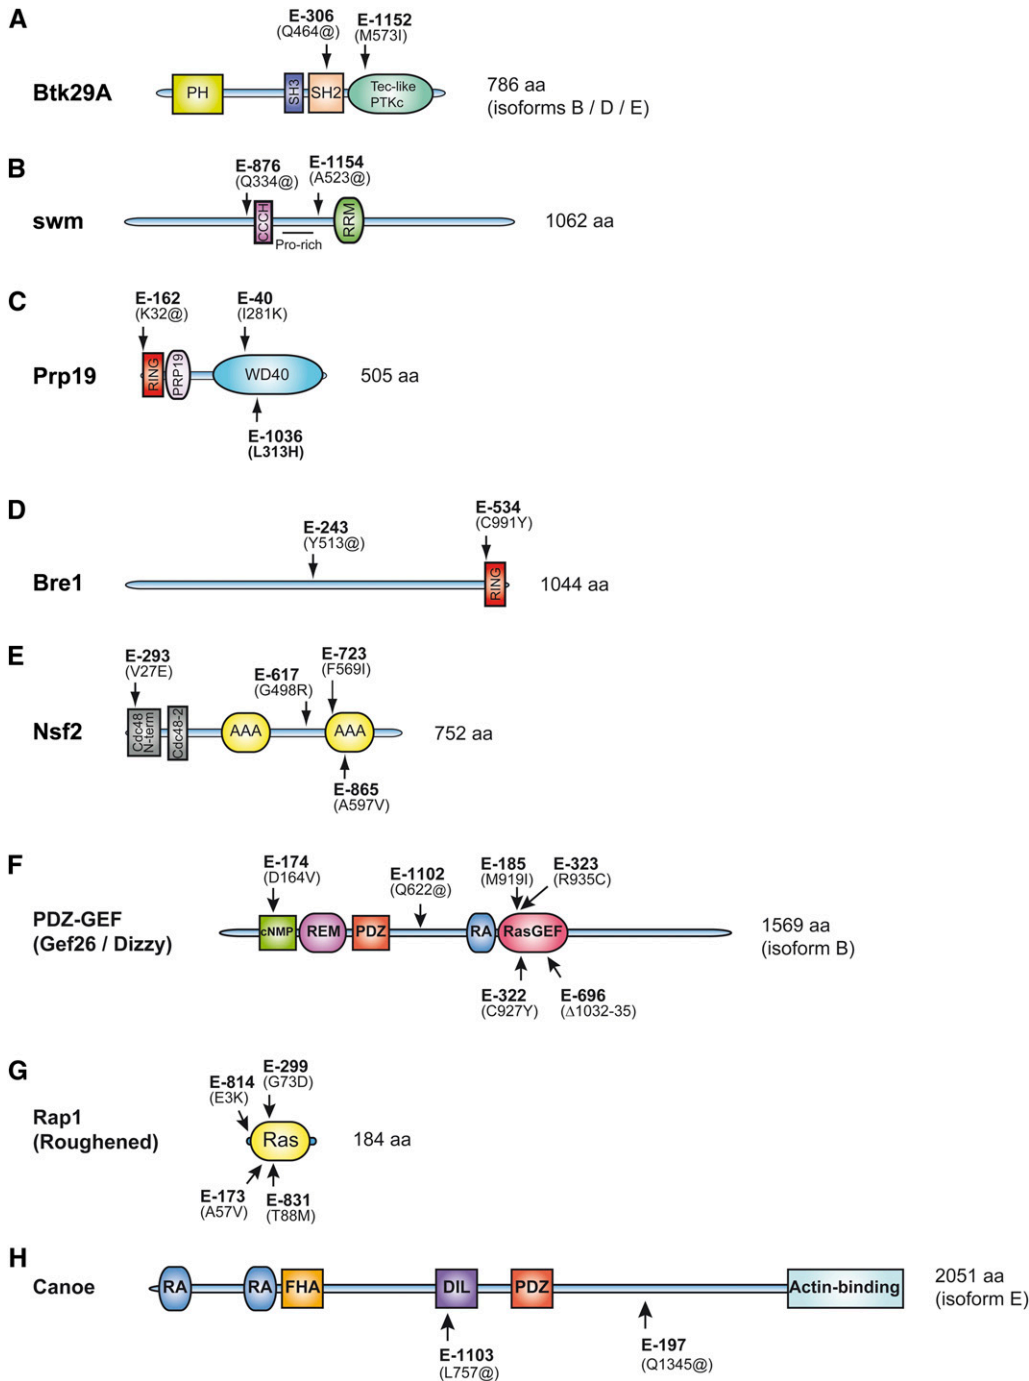 A
E-306
(Q464@)
E-1152
(M573I)
Btk29A
PH
SH3
SH2
Tec-like
PTKc
786 aa
(isoforms B / D / E)
B
E-876
(Q334@)
E-1154
(A523@)
swm
CCCH
Pro-rich
RRM
1062 aa
C
E-162
(K32@)
E-40
(I281K)
Prp19
RING
PRP19
WD40
505 aa
E-1036
(L313H)
D
E-243
(Y513@)
E-534
(C991Y)
Bre1
RING
1044 aa
E
E-293
(V27E)
E-617
(G498R)
E-723
(F569I)
Nsf2
Cdc48
N-term
Cdc48-2
AAA
AAA
752 aa
E-865
(A597V)
F
E-174
(D164V)
E-1102
(Q622@)
E-185
(M919I)
E-323
(R935C)
PDZ-GEF
(Gef26 / Dizzy)
cNMP
REM
PDZ
RA
RasGEF
1569 aa
(isoform B)
E-322
(C927Y)
E-696
(Δ1032-35)
G
E-814
(E3K)
E-299
(G73D)
Rap1
(Roughened)
Ras
184 aa
E-173
(A57V)
E-831
(T88M)
H
Canoe
RA
RA
FHA
DIL
PDZ
Actin-binding
2051 aa
(isoform E)
E-1103
(L757@)
E-197
(Q1345@)